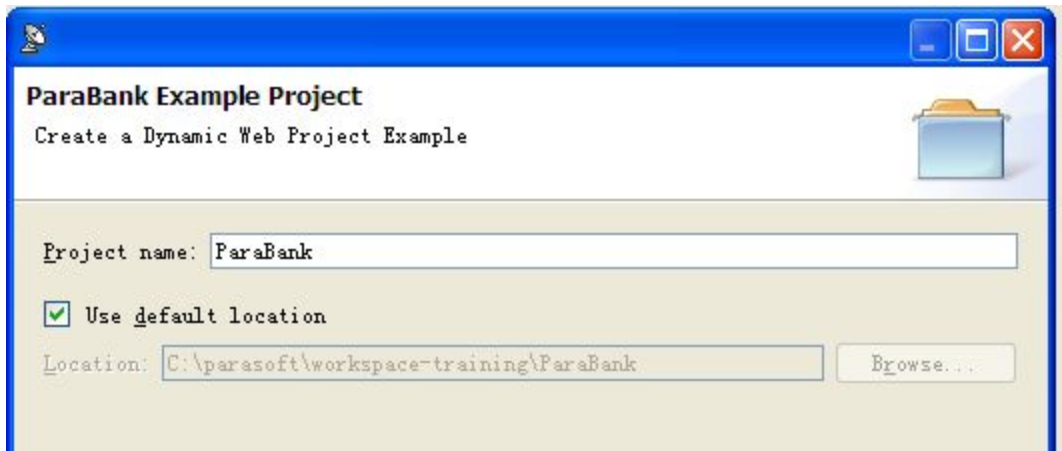 ParaBank Example Project
Create a Dynamic Web Project Example
Project name: ParaBank
Use default location
Location: C:\parasoft\workspace-training\ParaBank Browse...